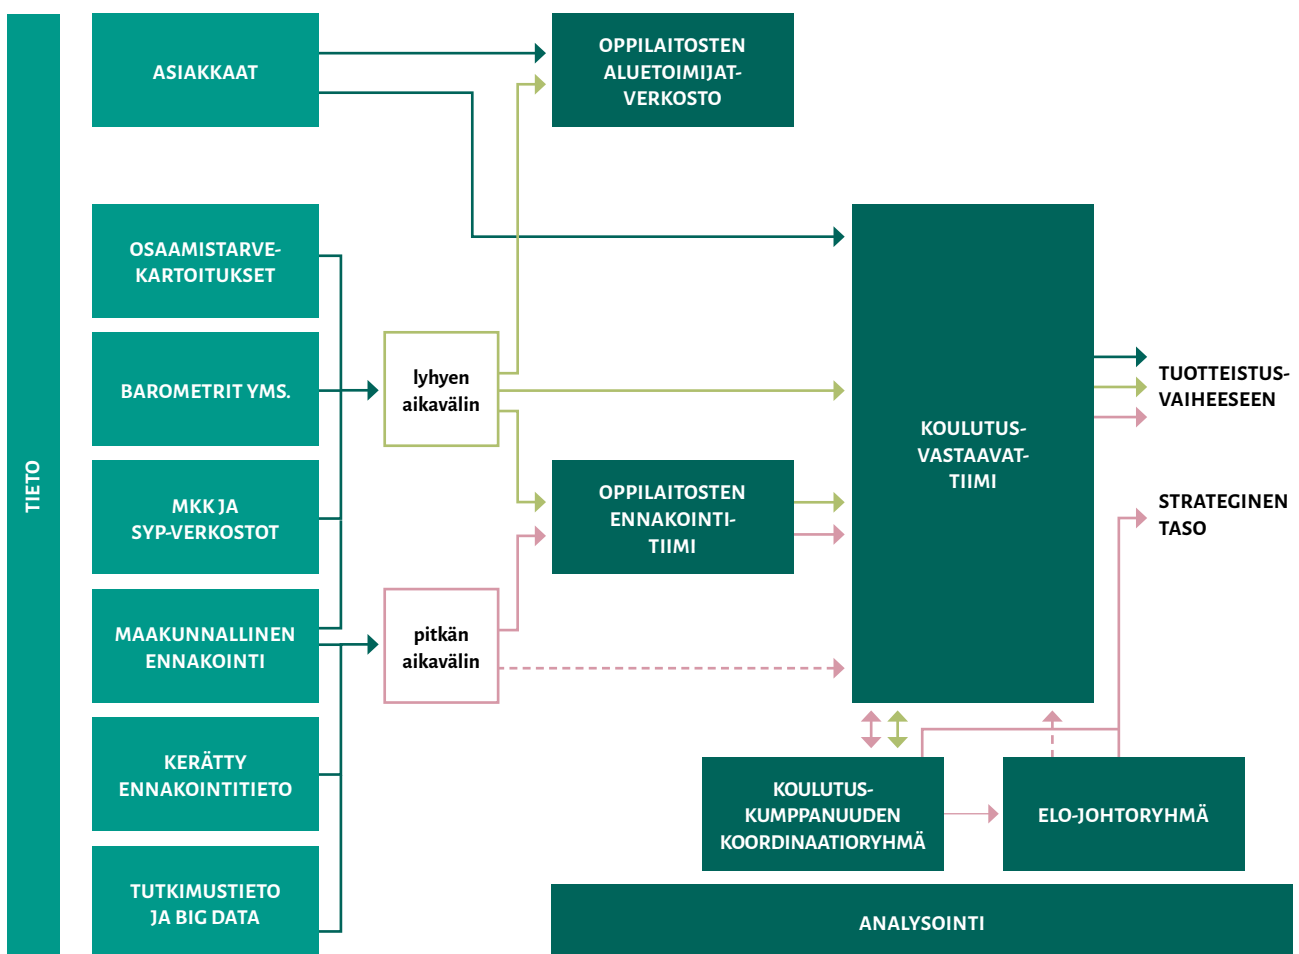 TIETO
ASIAKKAAT
OSAAMISTARVE-
KARTOITUKSET
BAROMETRIT YMS.
MKK JA
SYP-VERKOSTOT
MAAKUNNALLINEN
ENNAKOINTI
KERÄTTY
ENNAKOINTITIETO
TUTKIMUSTIETO
JA BIG DATA
lyhyen
aikavälin
pitkän
aikavälin
OPPILAITOSTEN
ALUETOIMIJAT-
VERKOSTO
OPPILAITOSTEN
ENNAKOINTI-
TIIMI
KOULUTUS-
VASTAAVAT-
TIIMI
TUOTTEISTUS-
VAIHEESEEN
STRATEGINEN
TASO
KOULUTUS-
KUMPPANUUDEN
KOORDINAATIORYHMÄ
ELO-JOHTORYHMÄ
ANALYSOINTI